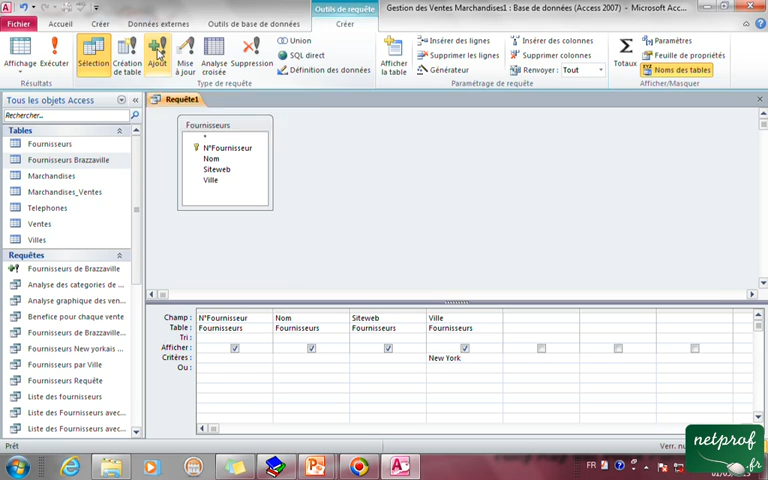 Outils de requête
Gestion des Ventes Marchandises1 : Base de données (Access 2007) - Microsoft Acc...
Fichier
Accueil
Créer
Données externes
Outils de base de données
Créer
Affichage
Exécuter
Sélection
Création de table
Ajout
Mise à jour
Analyse croisée
Suppression
Union
SQL direct
Définition des données
Afficher la table
Insérer des lignes
Supprimer les lignes
Générateur
Insérer des colonnes
Supprimer les colonnes
Renvoyer : Tout
Totaux
Paramètres
Feuille de propriétés
Noms des tables
Résultats
Type de requête
Paramétrage de requête
Afficher/Masquer
Tous les objets Access
Rechercher...
Tables
Fournisseurs
Fournisseurs Brazzaville
Marchandises
Marchandises_Ventes
Telephones
Ventes
Villes
Requêtes
Fournisseurs de Brazzaville
Analyse des categories de ...
Analyse graphique des ven...
Benefice pour chaque vente
Fournisseurs de Brazzaville...
Fournisseurs New yorkais ...
Fournisseurs par Ville
Fournisseurs Requête
Liste des fournisseurs
Liste des Fournisseurs avec...
Liste des Fournisseurs avec...
Requête1
Fournisseurs
*
N°Fournisseur
Nom
Siteweb
Ville
Champ : N°Fournisseur Nom Siteweb Ville
Table : Fournisseurs Fournisseurs Fournisseurs Fournisseurs
Tri :
Afficher :
Critères : New York
Ou :
Prêt
Verr. nu
netprof
.fr
FR